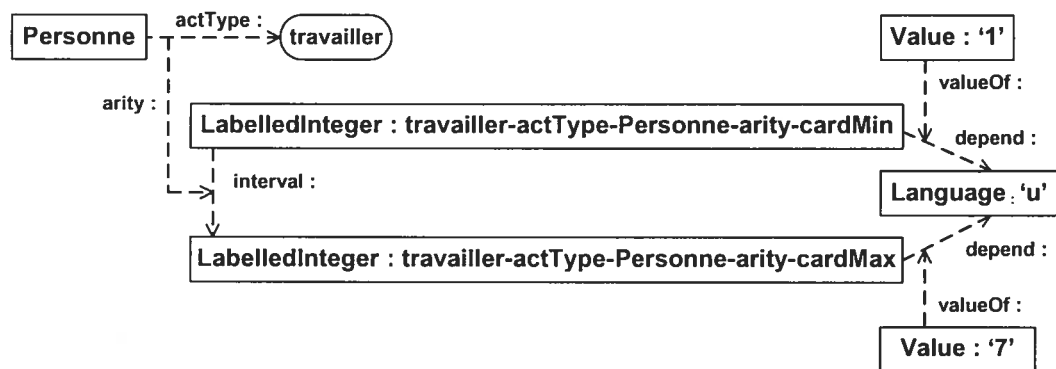 Personne
actType :
travailler
Value : ‘1’
arity :
valueOf :
LabelledInteger : travailler-actType-Personne-arity-cardMin
depend :
interval :
Language : ‘u’
LabelledInteger : travailler-actType-Personne-arity-cardMax
depend :
valueOf :
Value : ‘7’